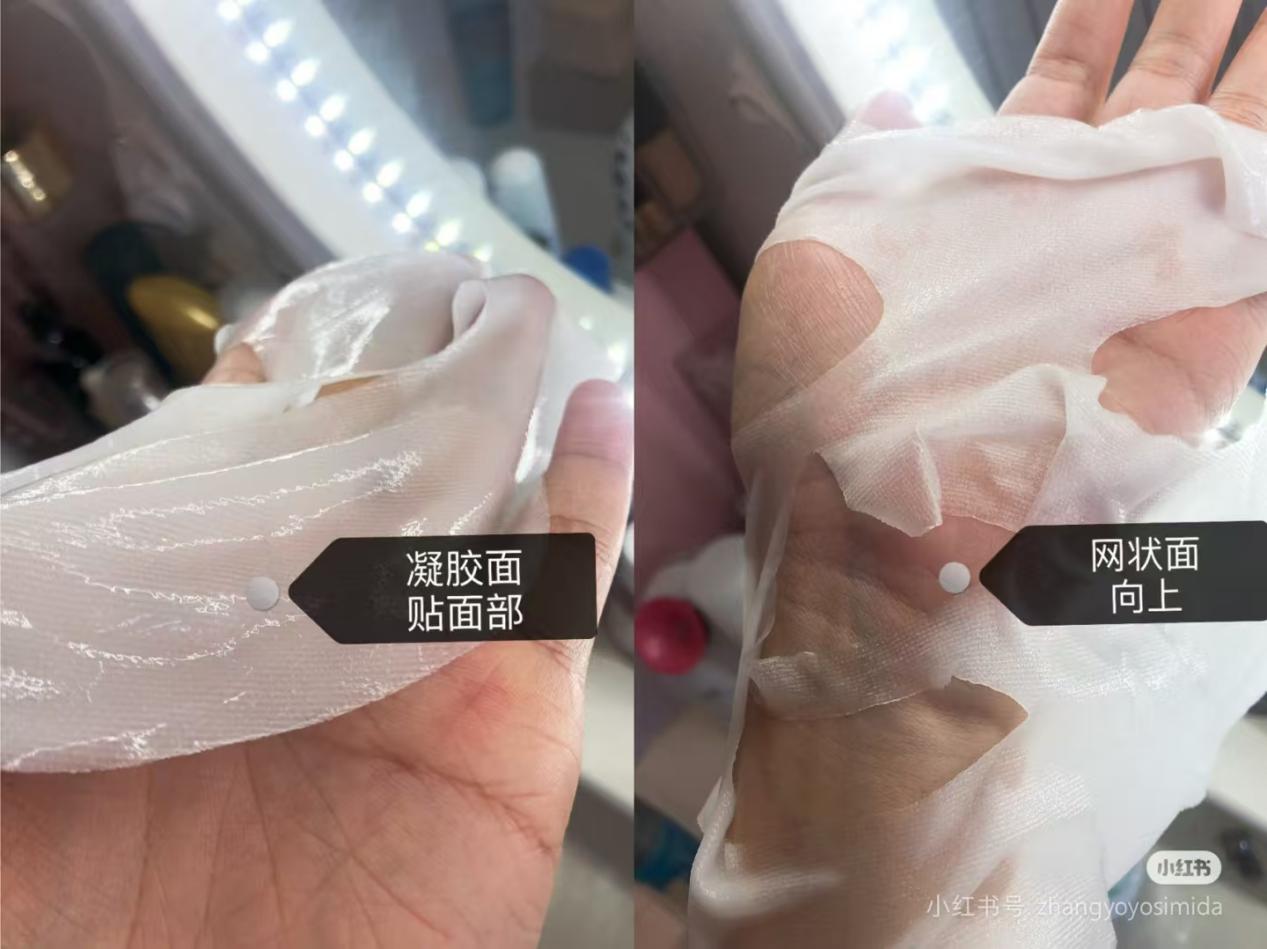 凝胶面
贴面部
网状面
向上
小红书
小红书号: zhangyoyosimida